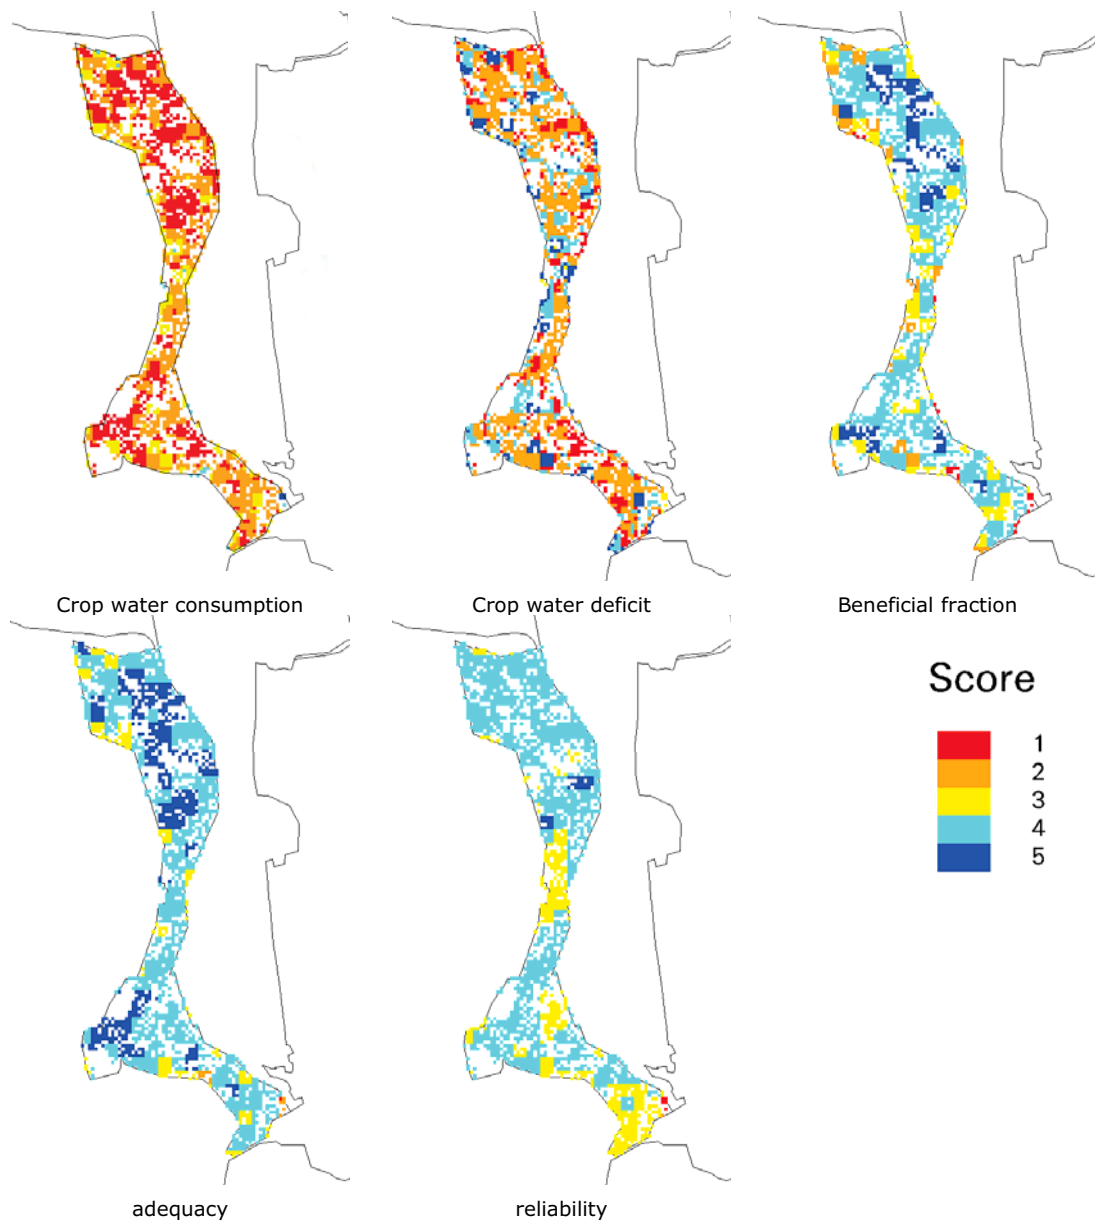 Crop water consumption
Crop water deficit
Beneficial fraction
Score
1
2
3
4
5
adequacy
reliability